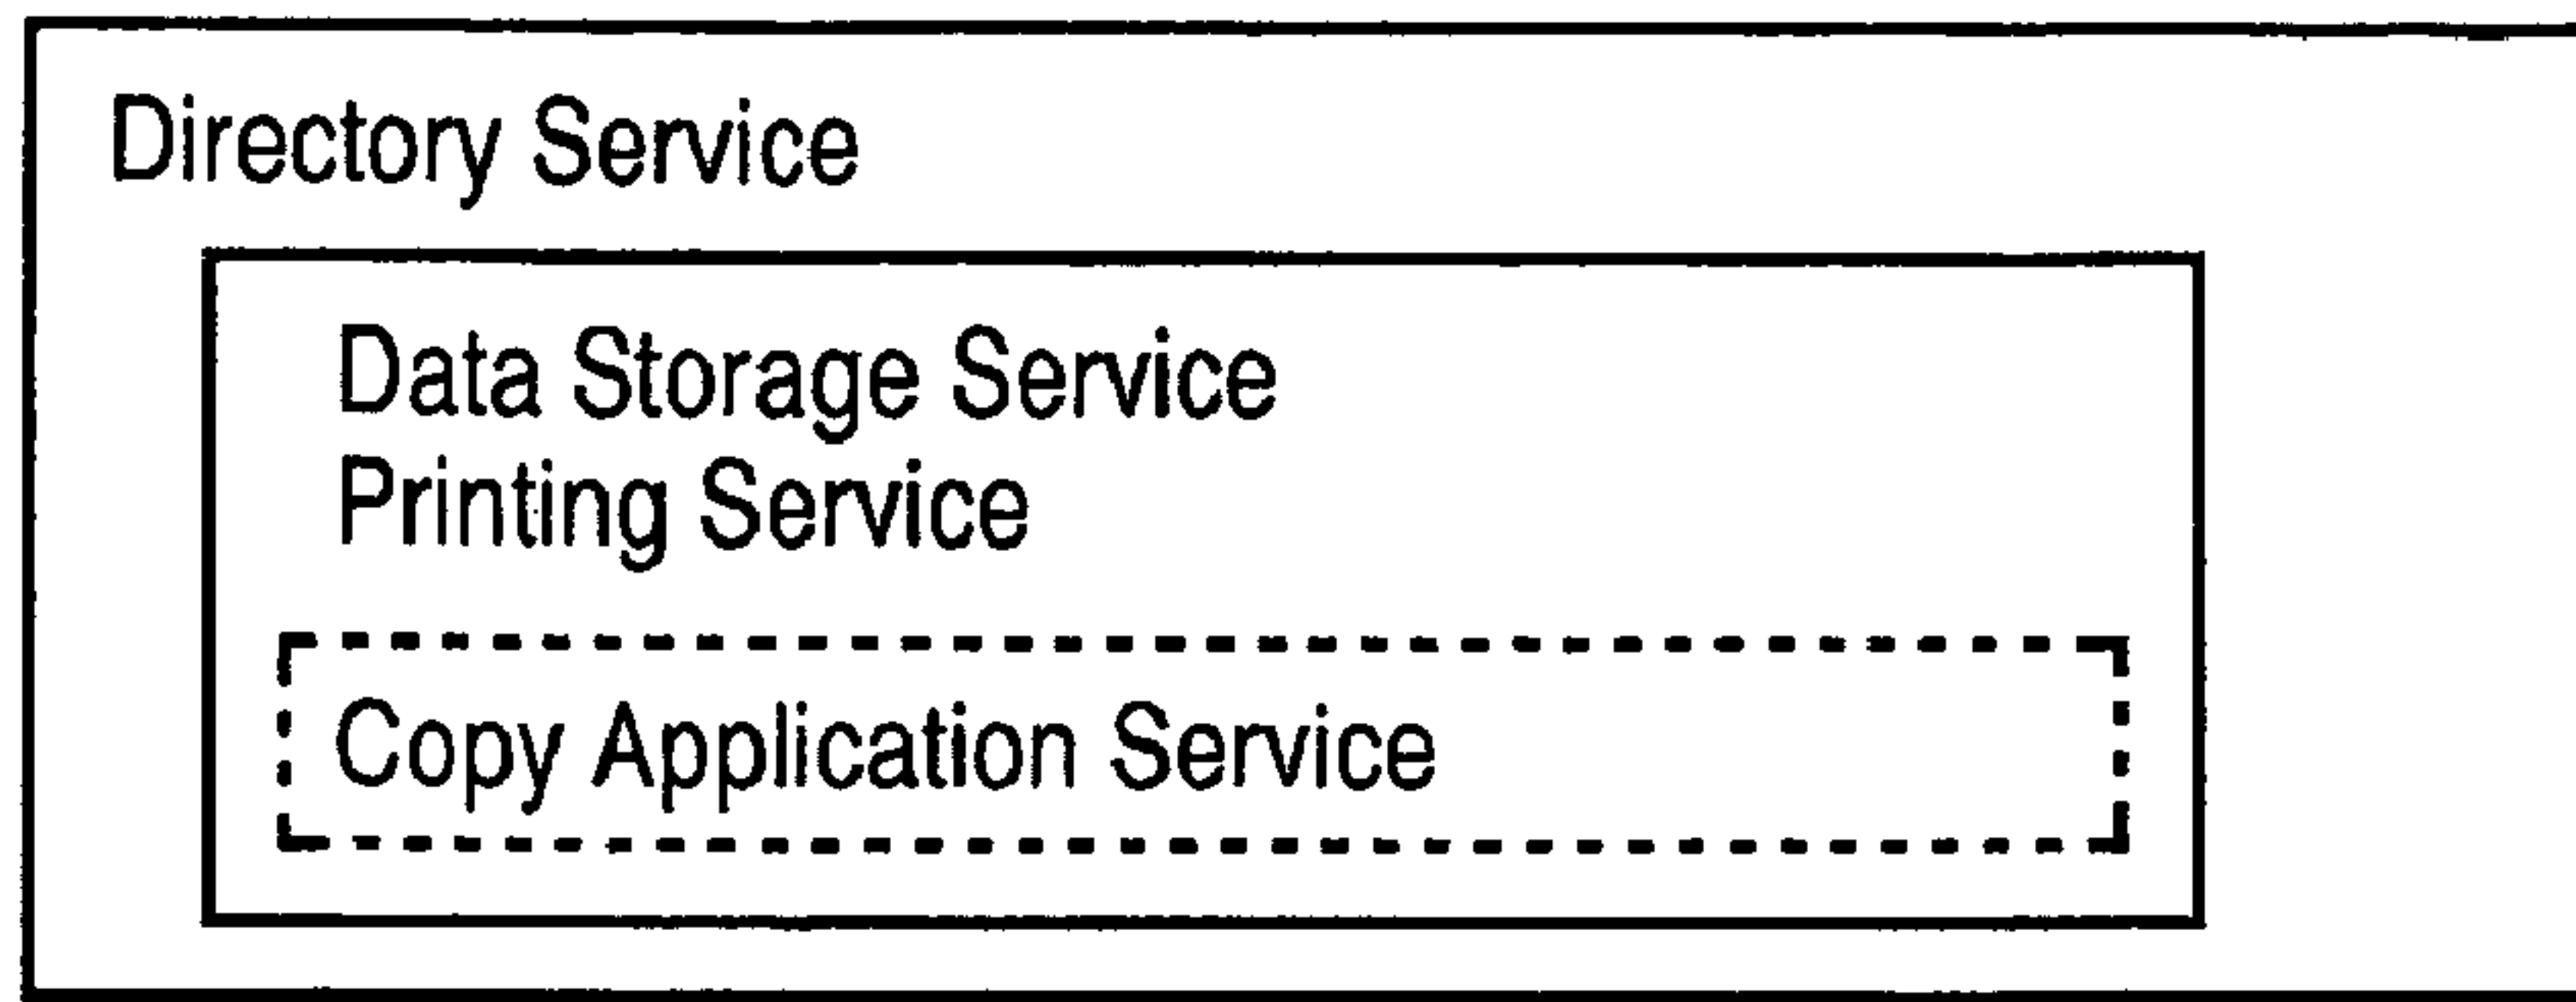 Directory Service
Data Storage Service
Printing Service
Copy Application Service